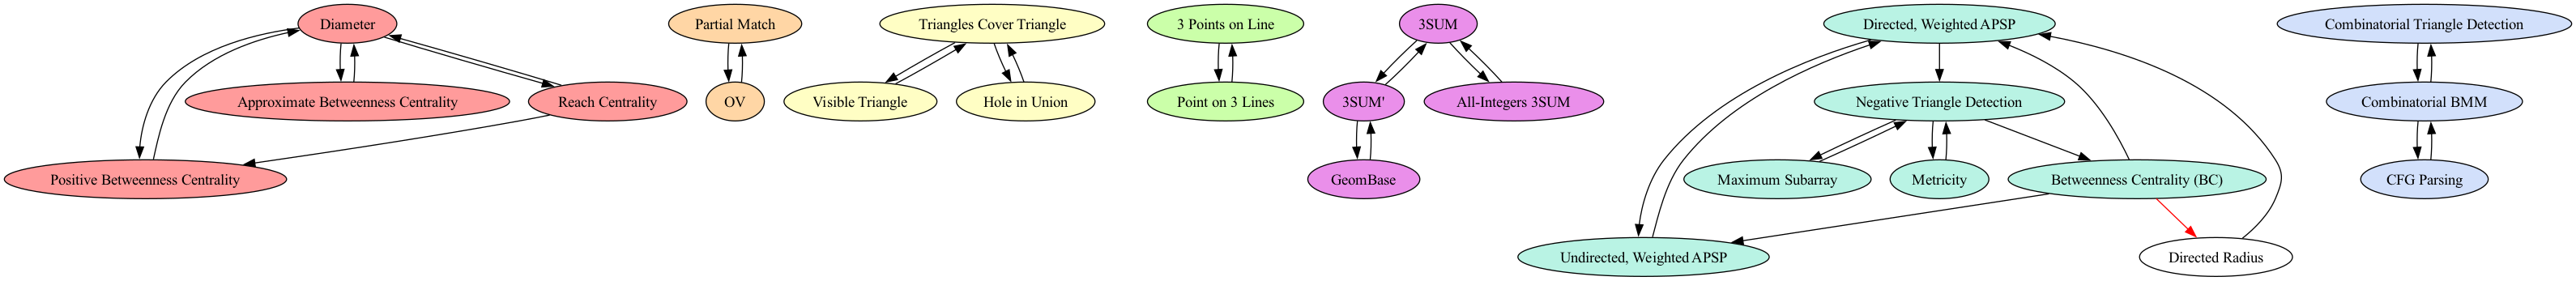 Diameter
Partial Match
Triangles Cover Triangle
3 Points on Line
3SUM
Directed, Weighted APSP
Combinatorial Triangle Detection
Approximate Betweenness Centrality
Reach Centrality
OV
Visible Triangle
Hole in Union
Point on 3 Lines
3SUM'
All-Integers 3SUM
Negative Triangle Detection
Combinatorial BMM
Positive Betweenness Centrality
GeomBase
Maximum Subarray
Metricity
Betweenness Centrality (BC)
CFG Parsing
Undirected, Weighted APSP
Directed Radius